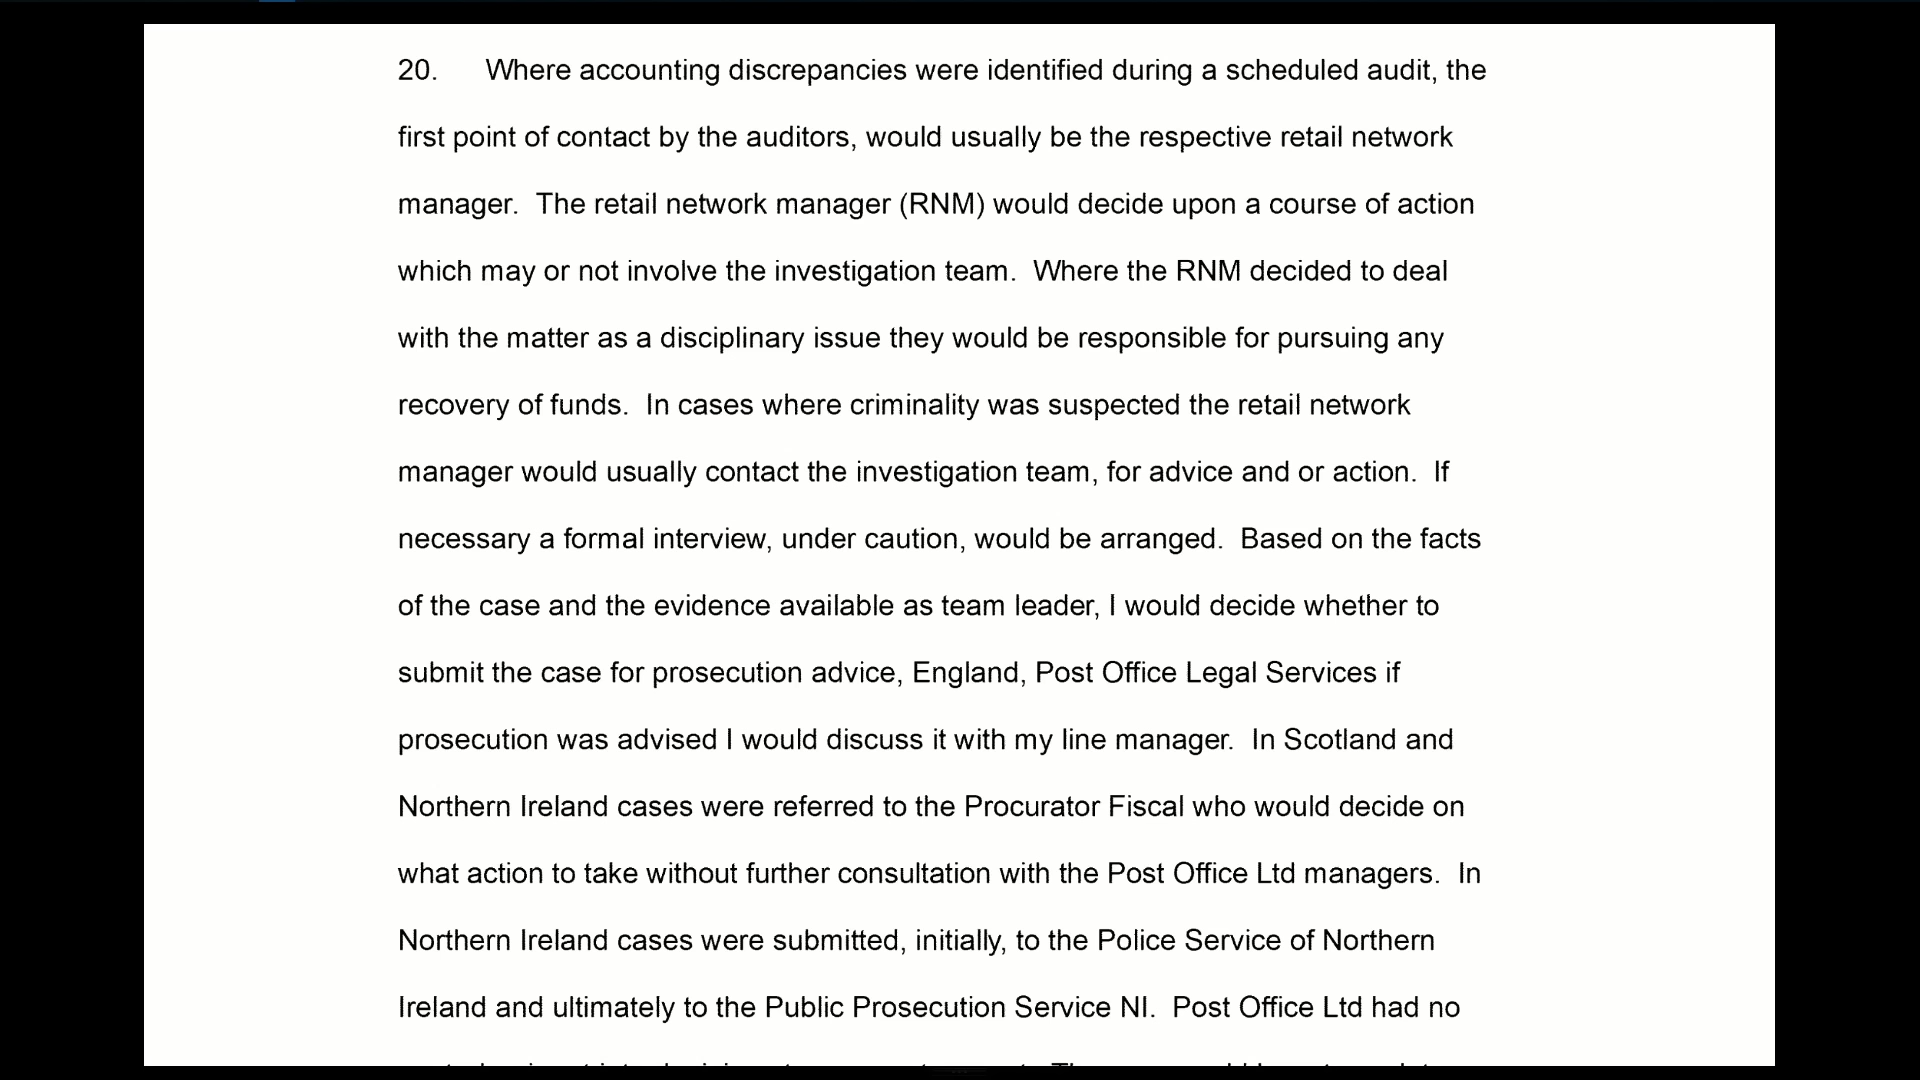 20. Where accounting discrepancies were identified during a scheduled audit, the
first point of contact by the auditors, would usually be the respective retail network
manager. The retail network manager (RNM) would decide upon a course of action
which may or not involve the investigation team. Where the RNM decided to deal
with the matter as a disciplinary issue they would be responsible for pursuing any
recovery of funds. In cases where criminality was suspected the retail network
manager would usually contact the investigation team, for advice and or action. If
necessary a formal interview, under caution, would be arranged. Based on the facts
of the case and the evidence available as team leader, I would decide whether to
submit the case for prosecution advice, England, Post Office Legal Services if
prosecution was advised I would discuss it with my line manager. In Scotland and
Northern Ireland cases were referred to the Procurator Fiscal who would decide on
what action to take without further consultation with the Post Office Ltd managers. In
Northern Ireland cases were submitted, initially, to the Police Service of Northern
Ireland and ultimately to the Public Prosecution Service NI. Post Office Ltd had no